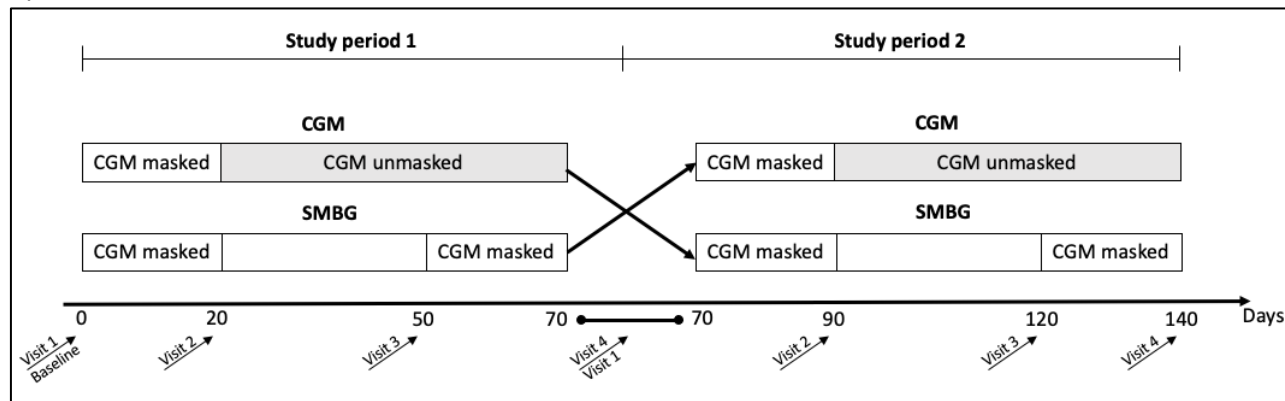 Study period 1 Study period 2
CGM CGM
CGM masked CGM unmasked CGM masked CGM unmasked
SMBG SMBG
CGM masked CGM masked CGM masked CGM masked
0 20 50 70 70 90 120 140 Days
Visit 1 Visit 2 Visit 3 Visit 4 Visit 2 Visit 3 Visit 4
Baseline Visit 1